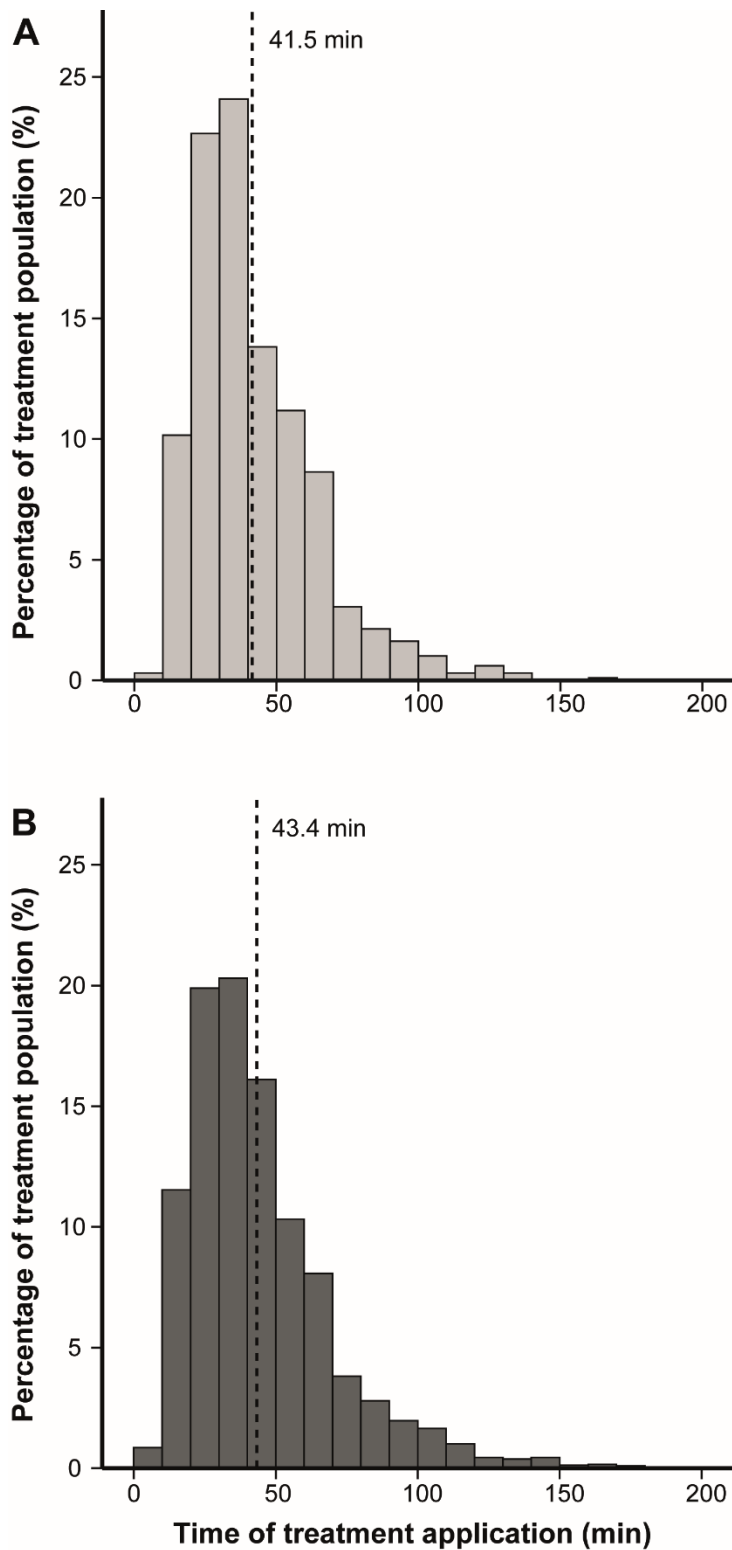 A
41.5 min
Percentage of treatment population (%)
25
20
15
10
5
0
0 50 100 150 200
B
43.4 min
Percentage of treatment population (%)
25
20
15
10
5
0
0 50 100 150 200
Time of treatment application (min)